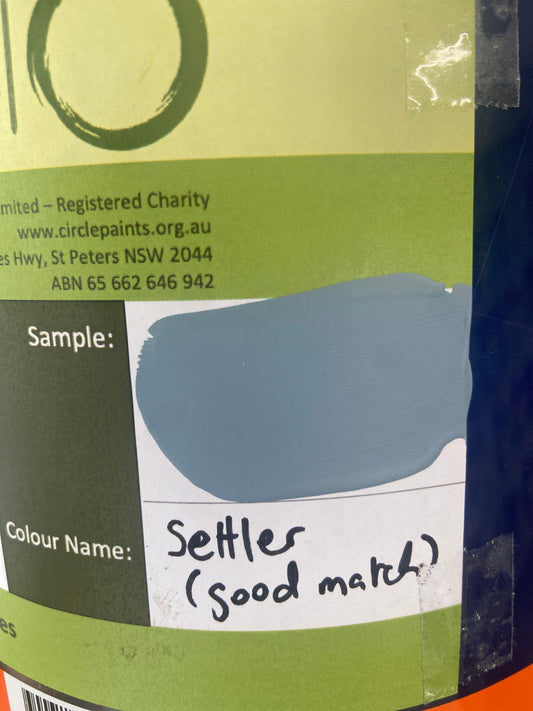 mited – Registered Charity
www.circlepaints.org.au
es Hwy, St Peters NSW 2044
ABN 65 662 646 942
Sample:
Colour Name:
Settler
(good match)
es